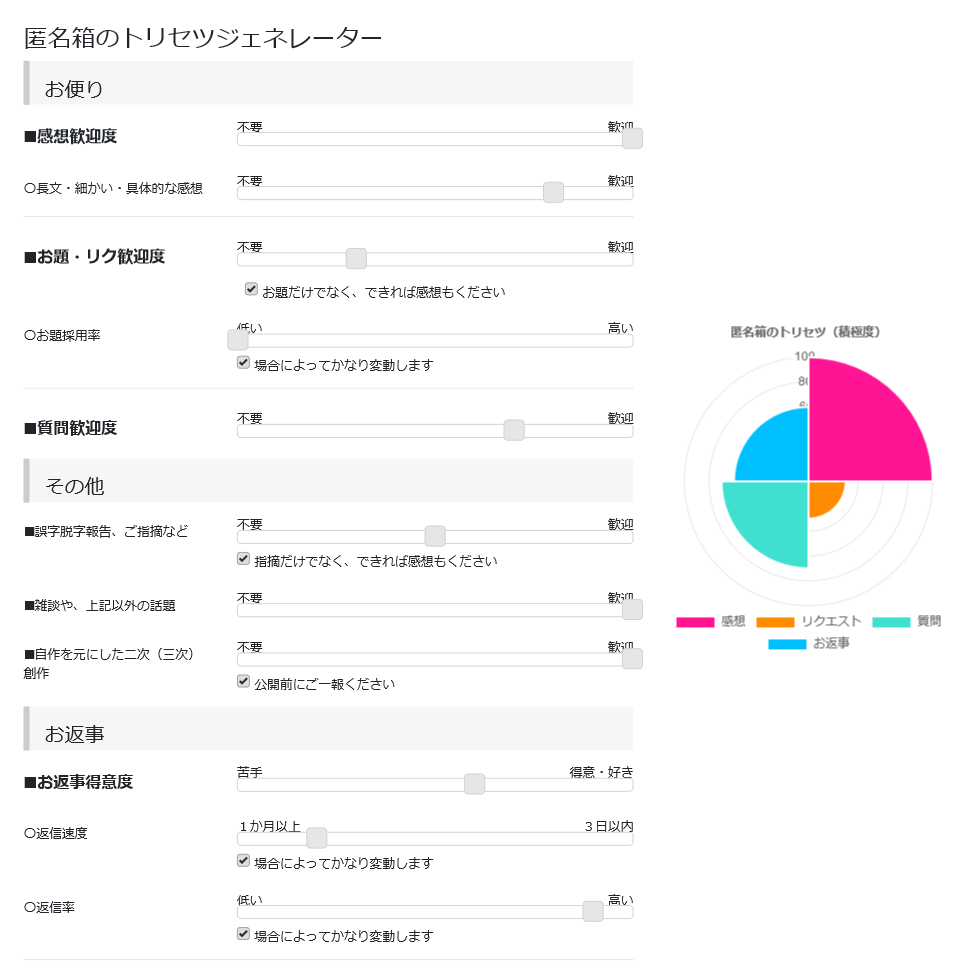 匿名箱のトリセツジェネレーター
お便り
■感想歓迎度
不要 歓迎
○長文・細かい・具体的な感想
不要 歓迎
■お題・リク歓迎度
不要 歓迎
お題だけでなく、できれば感想もください
○お題採用率
低い 高い
場合によってかなり変動します
■質問歓迎度
不要 歓迎
その他
■誤字脱字報告、ご指摘など
不要 歓迎
指摘だけでなく、できれば感想もください
■雑談や、上記以外の話題
不要 歓迎
■自作を元にした二次（三次）
創作
不要 歓迎
公開前にご一報ください
お返事
■お返事得意度
苦手 得意・好き
○返信速度
１か月以上 ３日以内
場合によってかなり変動します
○返信率
低い 高い
場合によってかなり変動します
匿名箱のトリセツ（積極度）
100
80
感想 リクエスト 質問
お返事